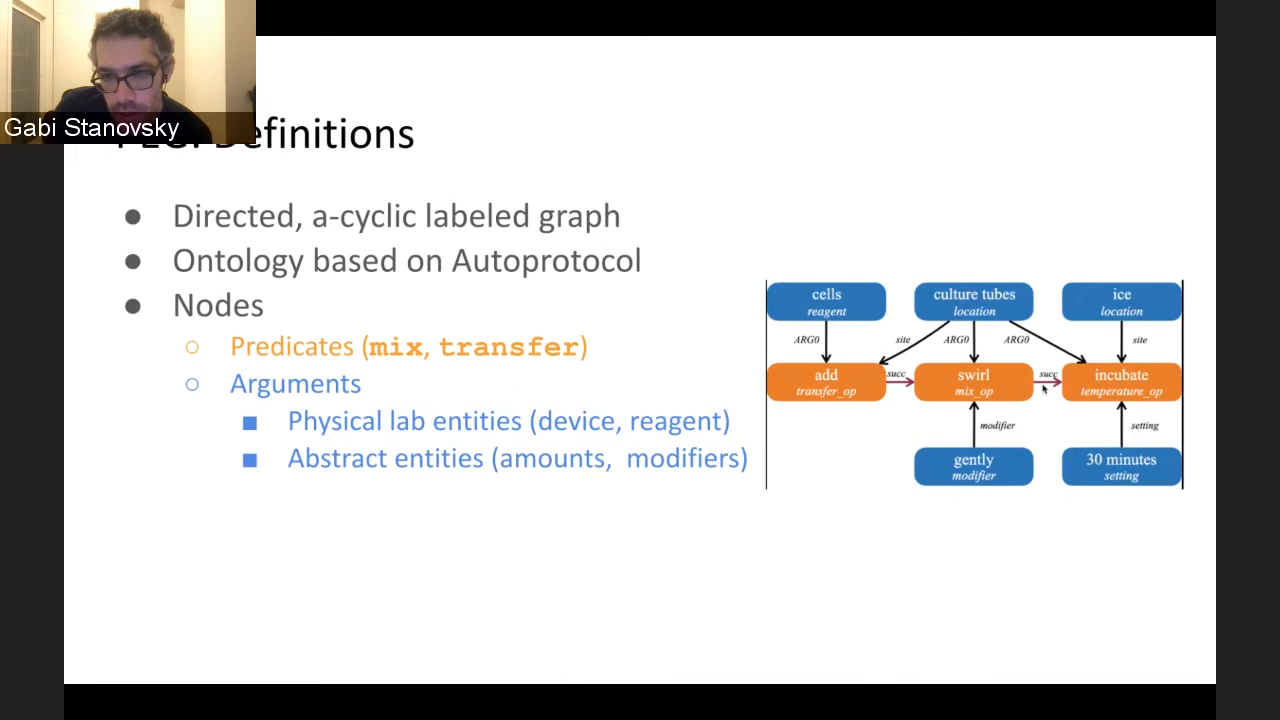 Gabi Stanovsky
Definitions
● Directed, a-cyclic labeled graph
● Ontology based on Autoprotocol
● Nodes
○ Predicates (mix, transfer)
○ Arguments
■ Physical lab entities (device, reagent)
■ Abstract entities (amounts, modifiers)
cells
reagent
culture tubes
location
ice
location
ARG0
site
ARG0
ARG0
site
add
transfer_op
succ
swirl
mix_op
succ
incubate
temperature_op
modifier
setting
gently
modifier
30 minutes
setting